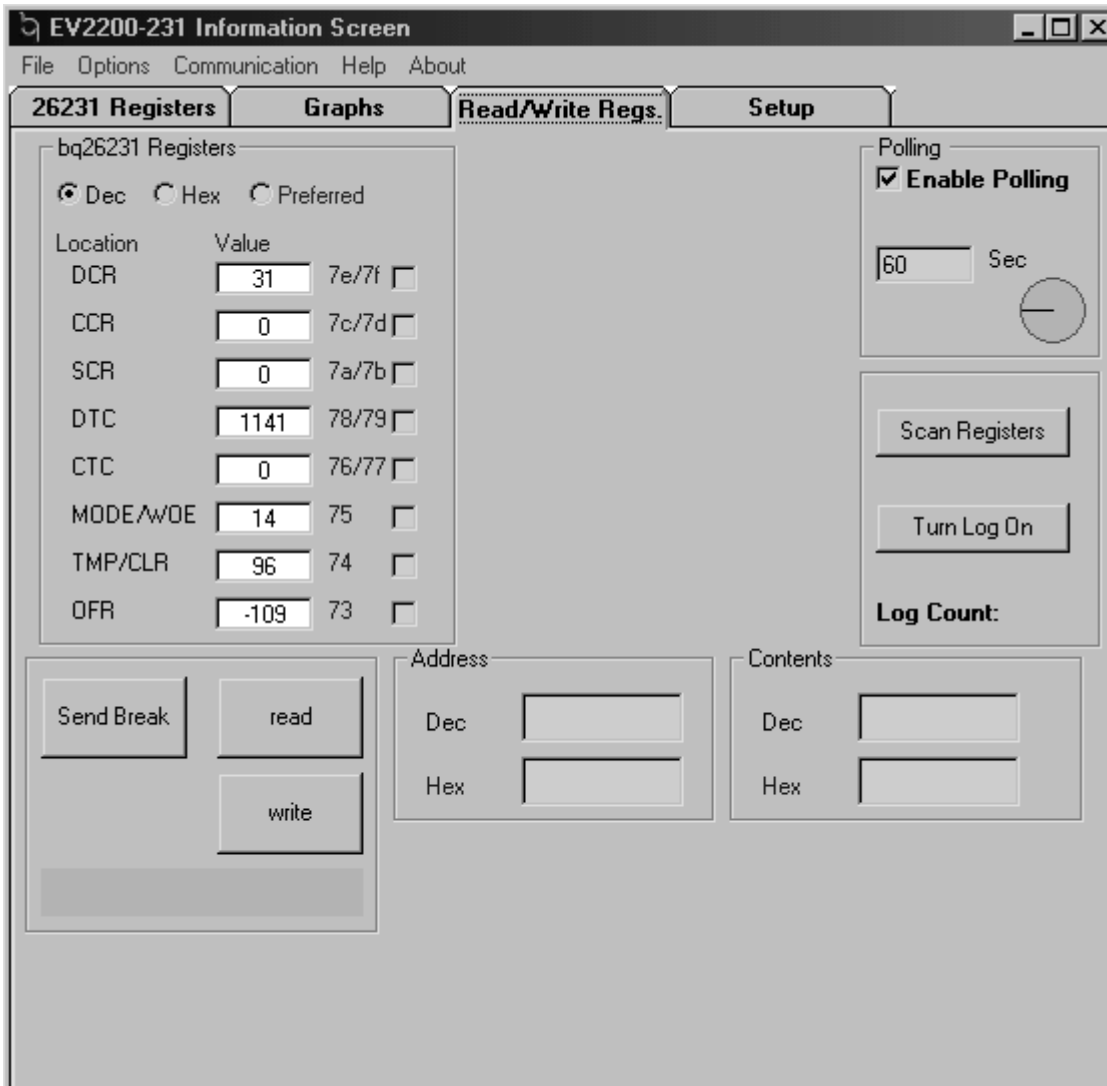 EV2200-231 Information Screen
File Options Communication Help About
26231 Registers Graphs Read/Write Regs. Setup
bq26231 Registers
Dec Hex Preferred
Location Value
DCR 31 7e/7f
CCR 0 7c/7d
SCR 0 7a/7b
DTC 1141 78/79
CTC 0 76/77
MODE/WOE 14 75
TMP/CLR 96 74
OFR -109 73
Polling
Enable Polling
60 Sec
Scan Registers
Turn Log On
Log Count:
Send Break read
write
Address
Dec
Hex
Contents
Dec
Hex